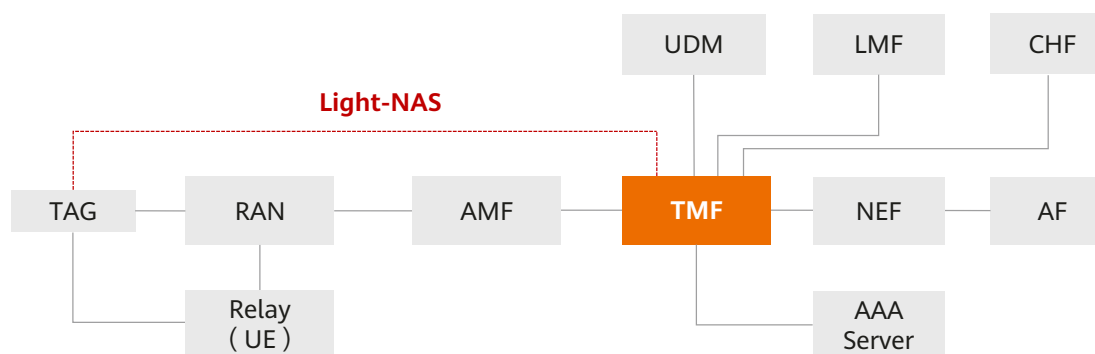 UDM
LMF
CHF
Light-NAS
TAG
RAN
AMF
TMF
NEF
AF
Relay
( UE )
AAA
Server